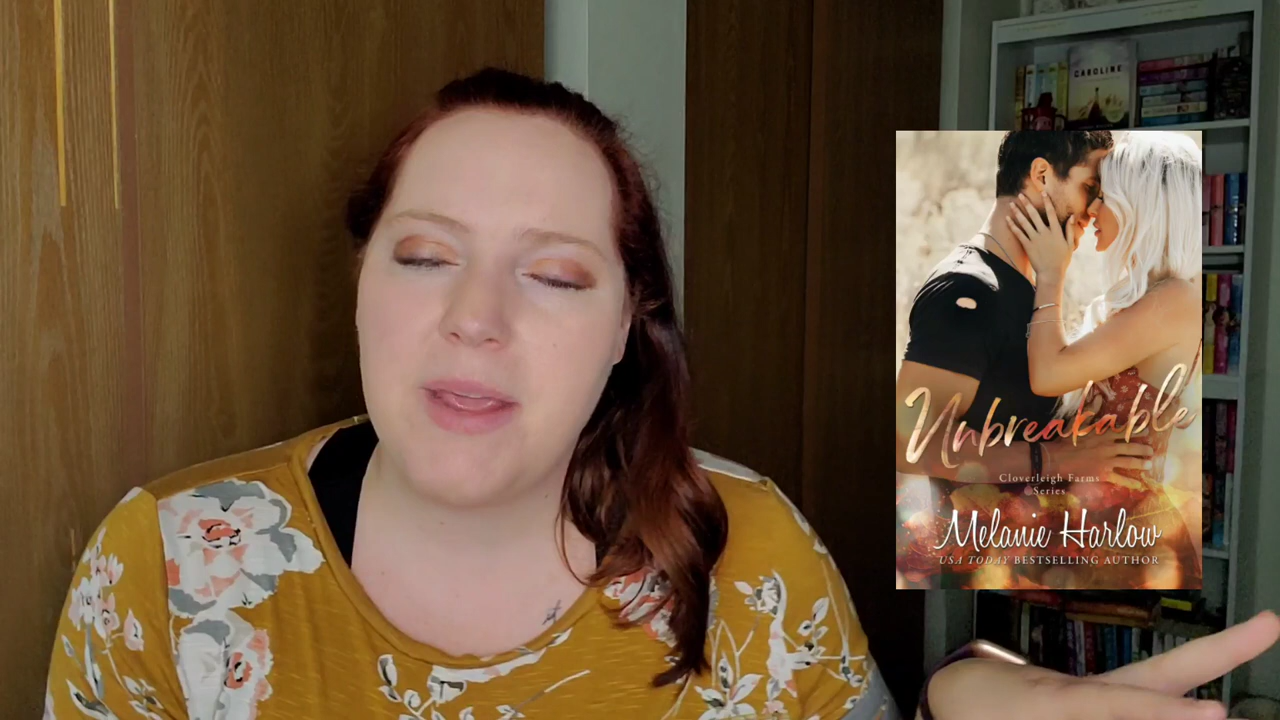 CAROLINE
Unbreakable
Cloverleigh Farms
Series
Melanie Harlow
USA TODAY BESTSELLING AUTHOR